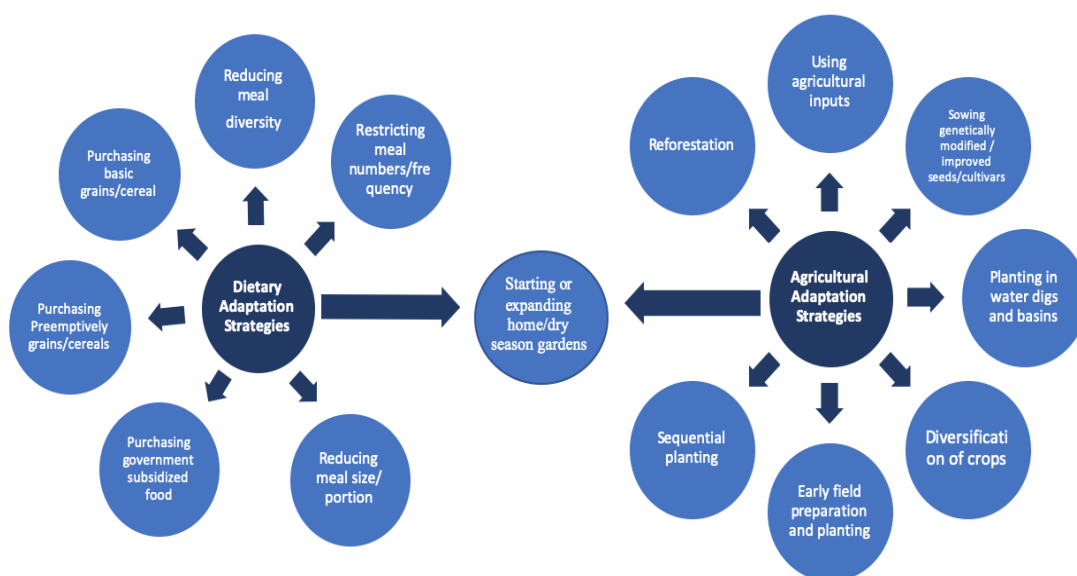 Reducing
meal
diversity
Restricting
meal
numbers/fre
quency
Purchasing
basic
grains/cereal
Dietary
Adaptation
Strategies
Purchasing
Preemptively
grains/cereals
Purchasing
government
subsidized
food
Reducing
meal size/
portion
Starting or
expanding
home/dry
season gardens
Using
agricultural
inputs
Reforestation
Sowing
genetically
modified /
improved
seeds/cultivars
Agricultural
Adaptation
Strategies
Planting in
water digs
and basins
Sequential
planting
Diversificati
on of crops
Early field
preparation
and planting